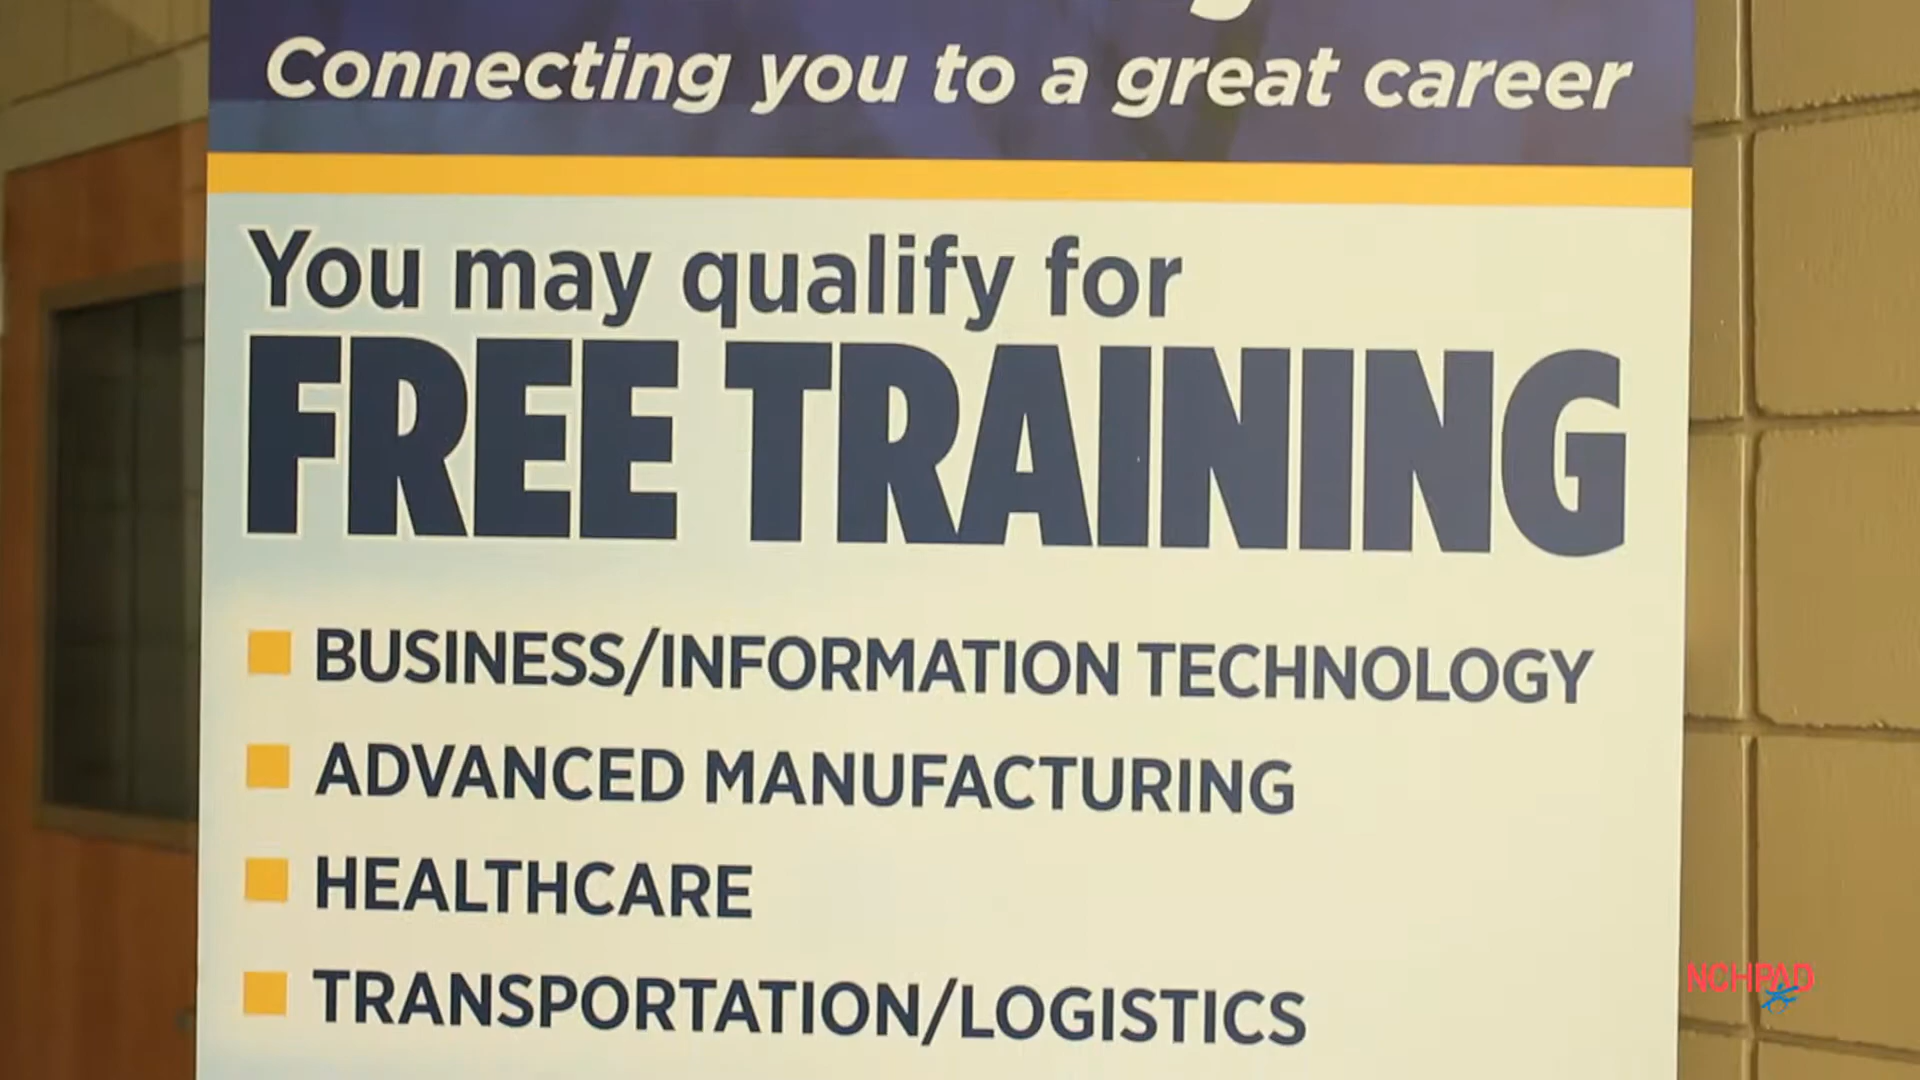 Connecting you to a great career
You may qualify for
FREE TRAINING
BUSINESS/INFORMATION TECHNOLOGY
ADVANCED MANUFACTURING
HEALTHCARE
TRANSPORTATION/LOGISTICS
NCHPAD